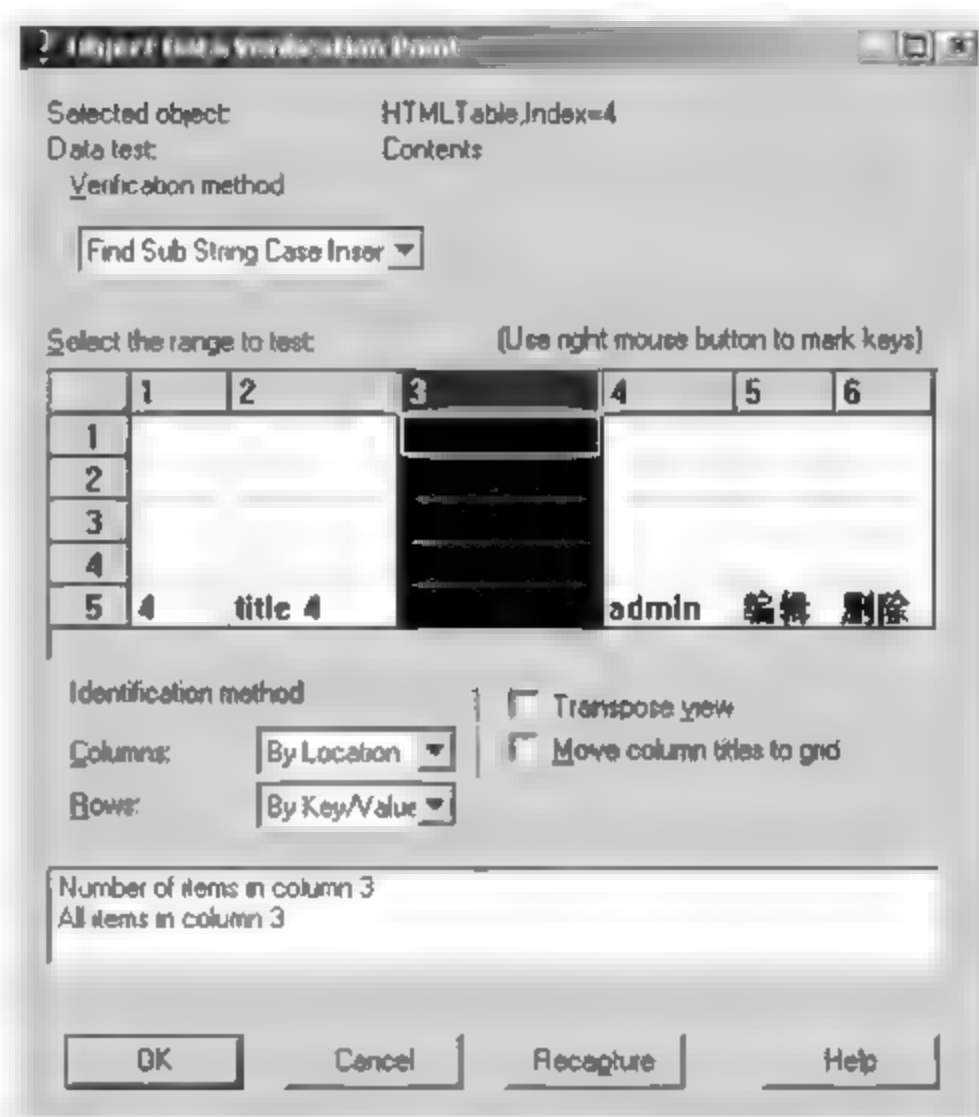 Object Data Verification Point
Selected object: HTMLTable,Index=4
Data test: Contents
Verification method
Find Sub String Case Inser
Select the range to test: (Use right mouse button to mark keys)
1 2 3 4 5 6
1
2
3
4
5 4 title 4 admin 编辑 删除
Identification method
Transpose view
Columns: By Location Move column titles to grid
Rows: By Key/Value
Number of items in column 3
All items in column 3
OK Cancel Recapture Help